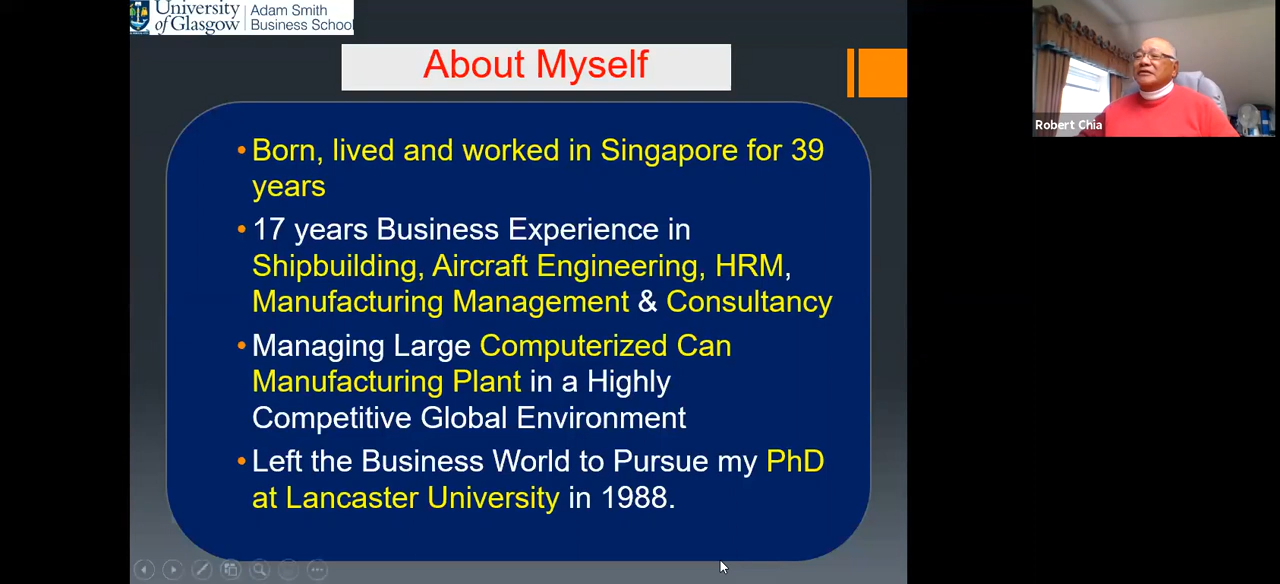 University of Glasgow
Adam Smith
Business School
About Myself
•Born, lived and worked in Singapore for 39
years
•17 years Business Experience in
Shipbuilding, Aircraft Engineering, HRM,
Manufacturing Management & Consultancy
•Managing Large Computerized Can
Manufacturing Plant in a Highly
Competitive Global Environment
•Left the Business World to Pursue my PhD
at Lancaster University in 1988.
Robert Chia